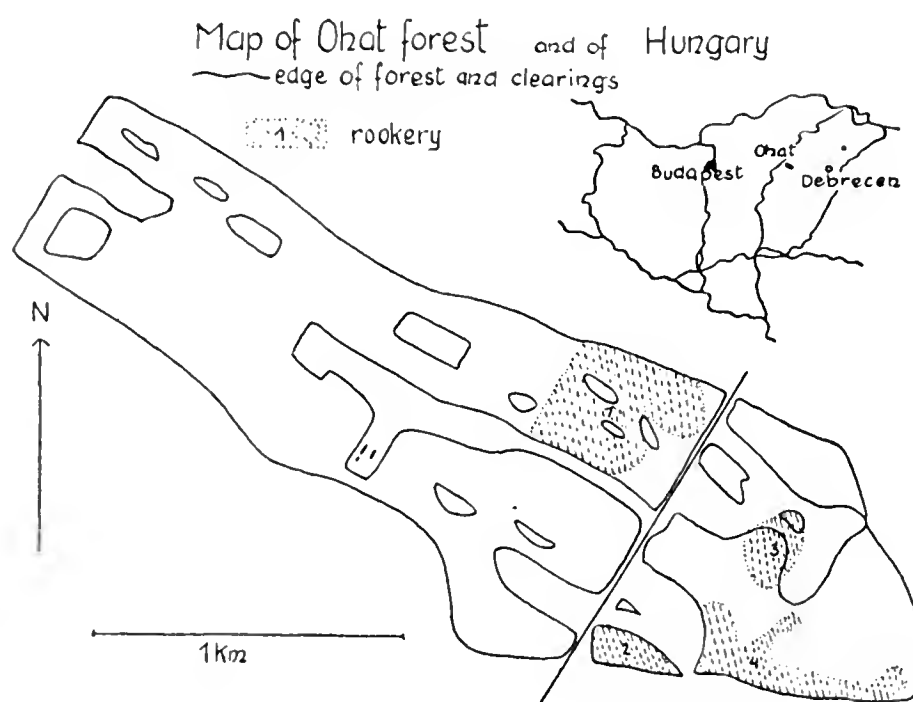 Map of Ohat forest and of Hungary
edge of forest and clearings
1 rookery
Ohat
Budapest
Debrecen
N
1
3
2
4
1Km